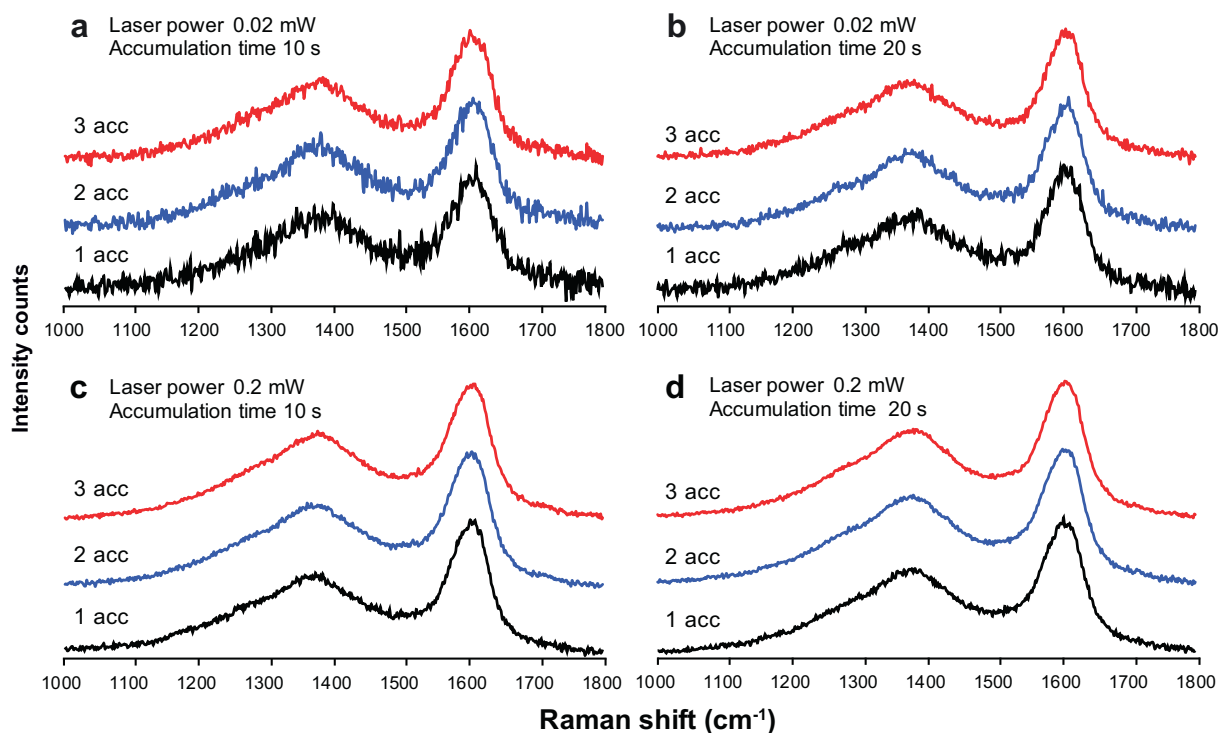 a
Laser power 0.02 mW
Accumulation time 10 s
3 acc
2 acc
1 acc
1000 1100 1200 1300 1400 1500 1600 1700 1800
b
Laser power 0.02 mW
Accumulation time 20 s
3 acc
2 acc
1 acc
1000 1100 1200 1300 1400 1500 1600 1700 1800
Intensity counts
c
Laser power 0.2 mW
Accumulation time 10 s
3 acc
2 acc
1 acc
1000 1100 1200 1300 1400 1500 1600 1700 1800
d
Laser power 0.2 mW
Accumulation time 20 s
3 acc
2 acc
1 acc
1000 1100 1200 1300 1400 1500 1600 1700 1800
Raman shift (cm⁻¹)